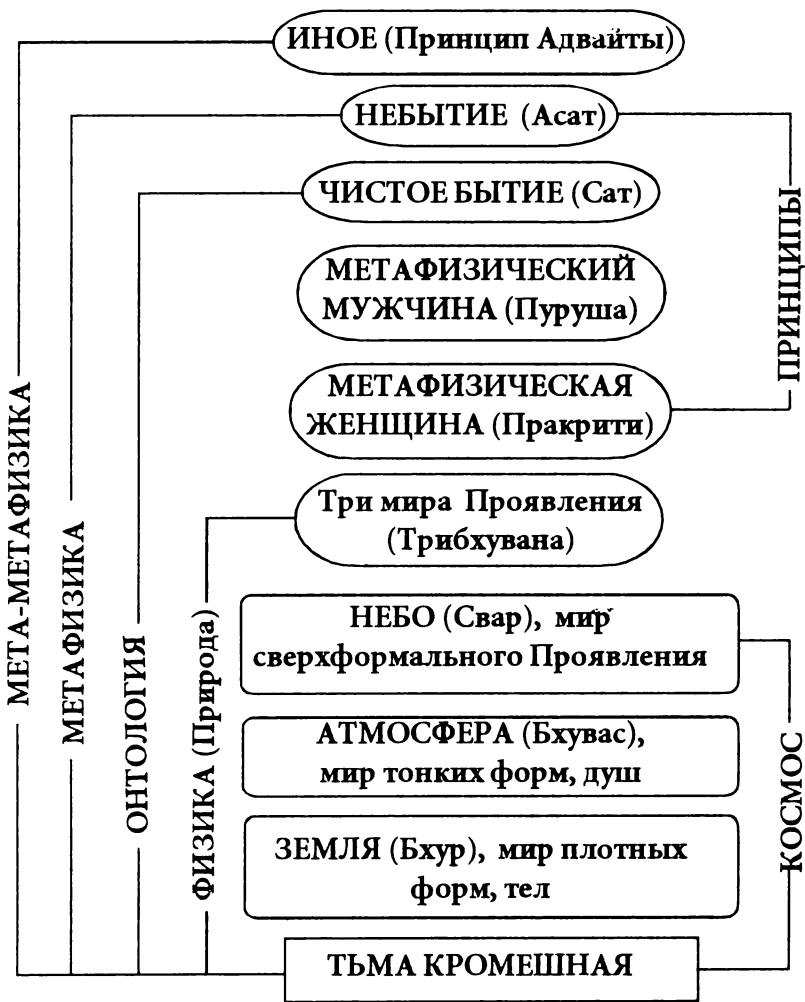 ИНОЕ (Принцип Адвайты)
НЕБЫТИЕ (Асат)
ЧИСТОЕ БЫТИЕ (Сат)
МЕТАФИЗИЧЕСКИЙ
МУЖЧИНА (Пуруша)
МЕТАФИЗИЧЕСКАЯ
ЖЕНЩИНА (Пракрити)
Три мира Проявления
(Трибхувана)
НЕБО (Свар), мир
сверхформального Проявления
АТМОСФЕРА (Бхувас),
мир тонких форм, душ
ЗЕМЛЯ (Бхур), мир плотных
форм, тел
ТЬМА КРОМЕШНАЯ
МЕТА-МЕТАФИЗИКА
МЕТАФИЗИКА
ОНТОЛОГИЯ
ФИЗИКА (Природа)
ПРИНЦИПЫ
КОСМОС